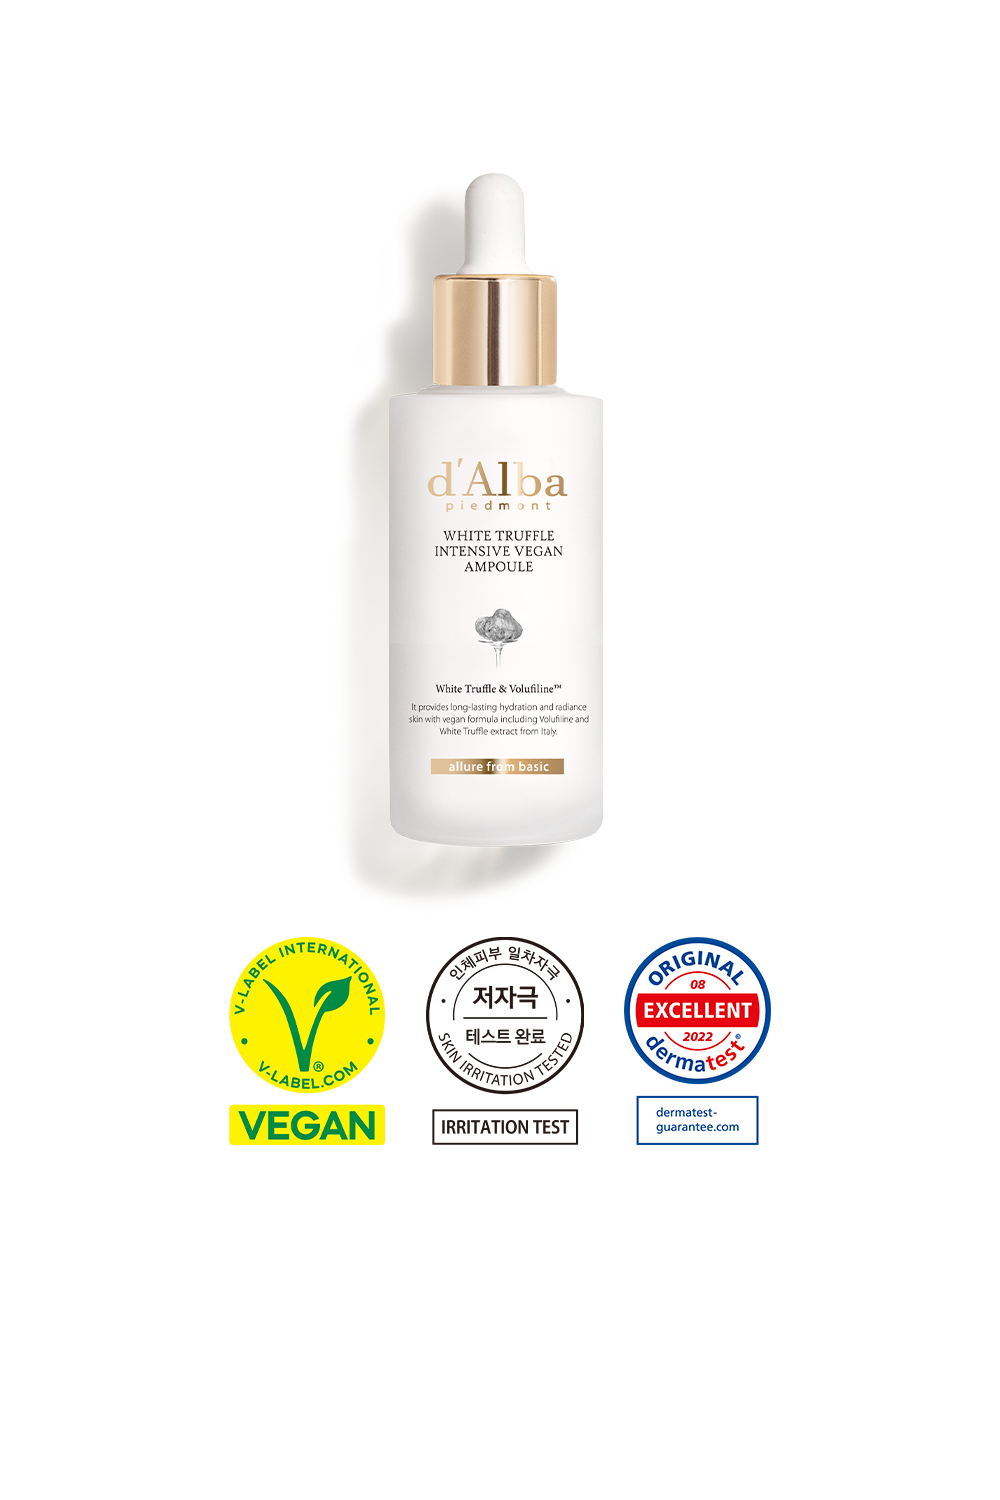 d'Alba
piedmont
WHITE TRUFFLE
INTENSIVE VEGAN
AMPOULE
White Truffle & Volufiline™
It provides long-lasting hydration and radiance
skin with vegan formula including Volufiline and
White Truffle extract from Italy.
allure from basic
V-LABEL INTERNATIONAL
®
V-LABEL.COM
VEGAN
인체피부 일차자극
저자극
테스트 완료
SKIN IRRITATION TESTED
IRRITATION TEST
ORIGINAL
08
EXCELLENT
2022
dermatest®
dermatest-
guarantee.com